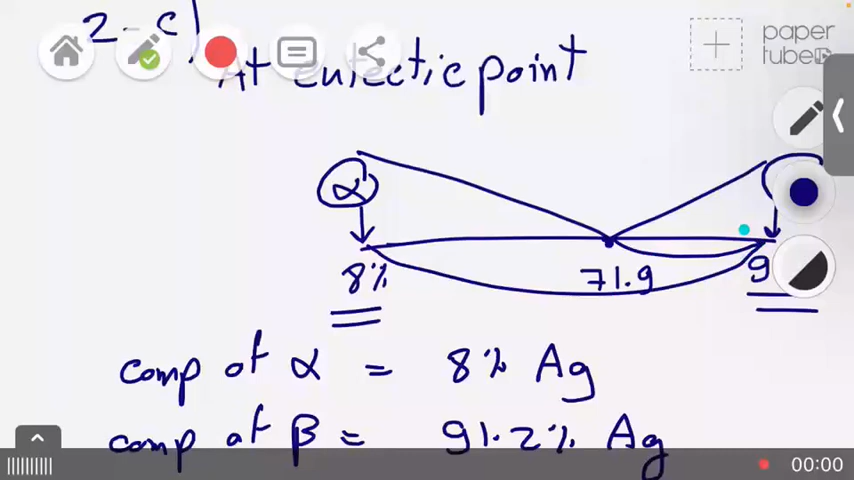 2-c)
At eutectic point
α
8%
71.9
9
comp of α = 8% Ag
comp of β = 91.2% Ag
paper
tube
00:00